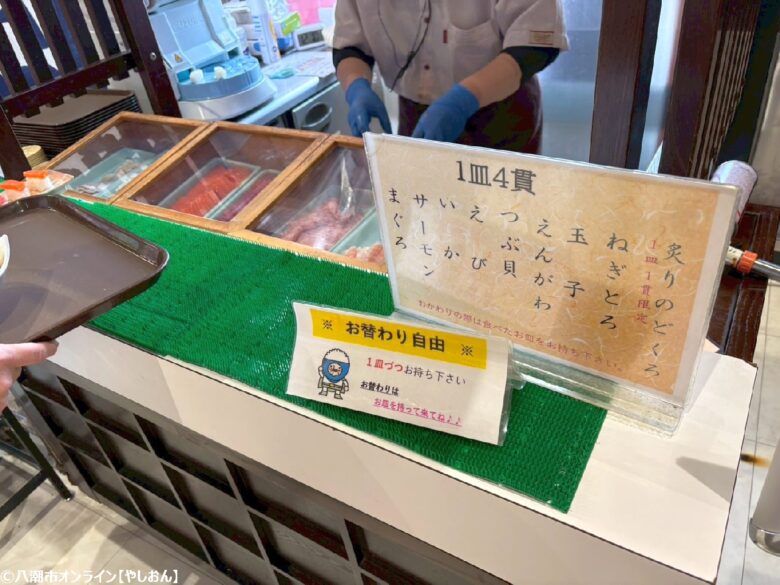 1皿4貫
炙りのどくろ
1皿1貫限定
ねぎとろ
玉子
えんがわ
つぶ貝
えび
いか
サーモン
まぐろ
おかわりの際は食べたお皿をお持ち下さい。
※ お替わり自由 ※
1皿づつお持ち下さい
お替わりは
お皿を持って来てね♪♪
©八潮市オンライン【やしおん】